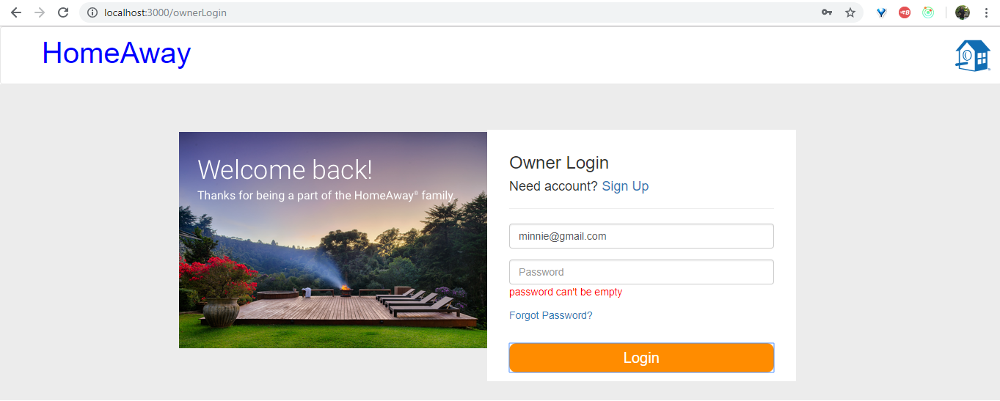 localhost:3000/ownerLogin
HomeAway
Welcome back!
Thanks for being a part of the HomeAway® family.
Owner Login
Need account? Sign Up
minnie@gmail.com
Password
password can't be empty
Forgot Password?
Login